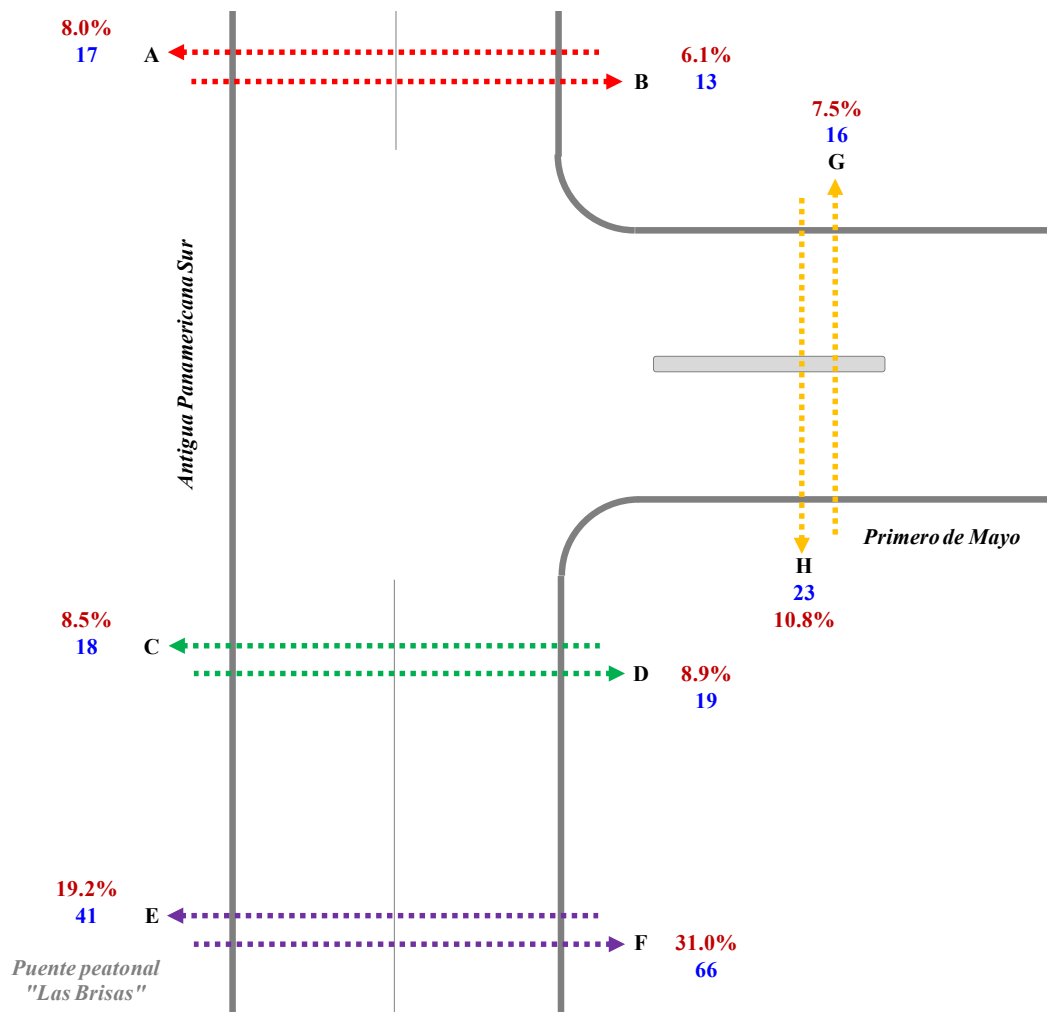 8.0%
17
A
6.1%
B
13
7.5%
16
G
Antigua Panamericana Sur
Primero de Mayo
H
23
10.8%
8.5%
18
C
D
8.9%
19
19.2%
41
E
F
31.0%
66
Puente peatonal
"Las Brisas"